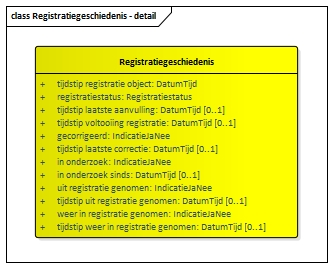 class Registratiegeschiedenis - detail
Registratiegeschiedenis
+ tijdstip registratie object: DatumTijd
+ registratiestatus: Registratiestatus
+ tijdstip laatste aanvulling: DatumTijd [0..1]
+ tijdstip voltooiing registratie: DatumTijd [0..1]
+ gecorrigeerd: IndicatieJaNee
+ tijdstip laatste correctie: DatumTijd [0..1]
+ in onderzoek: IndicatieJaNee
+ in onderzoek sinds: DatumTijd [0..1]
+ uit registratie genomen: IndicatieJaNee
+ tijdstip uit registratie genomen: DatumTijd [0..1]
+ weer in registratie genomen: IndicatieJaNee
+ tijdstip weer in registratie genomen: DatumTijd [0..1]